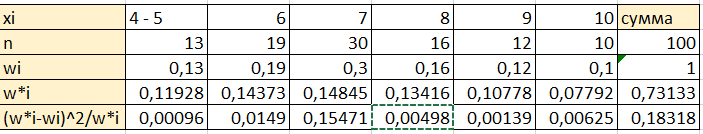 xi 4 - 5 6 7 8 9 10 сумма
n 13 19 30 16 12 10 100
wi 0,13 0,19 0,3 0,16 0,12 0,1 1
w*i 0,11928 0,14373 0,14845 0,13416 0,10778 0,07792 0,73133
(w*i-wi)^2/w*i 0,00096 0,0149 0,15471 0,00498 0,00139 0,00625 0,18318